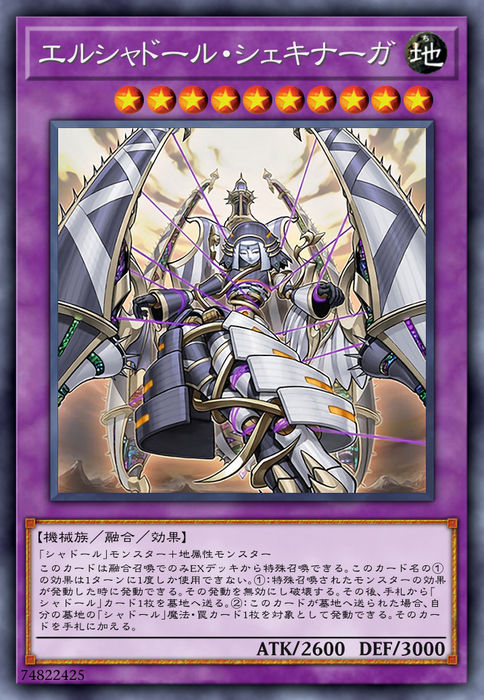 エルシャドール・シェキナーガ
地
ち
【機械族／融合／効果】
「シャドール」モンスター＋地属性モンスター
このカードは融合召喚でのみEXデッキから特殊召喚できる。このカード名の①
の効果は1ターンに1度しか使用できない。①：特殊召喚されたモンスターの効果
が発動した時に発動できる。その発動を無効にし破壊する。その後、手札から「
シャドール」カード1枚を墓地へ送る。②：このカードが墓地へ送られた場合、自
分の墓地の「シャドール」魔法・罠カード1枚を対象として発動できる。そのカー
ドを手札に加える。
ATK/2600 DEF/3000
74822425